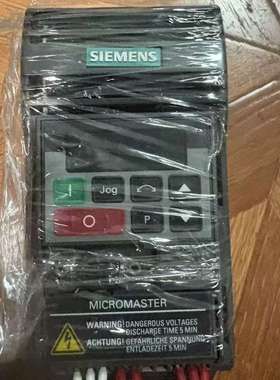 SIEMENS
I
Jog
O
P
MICROMASTER
WARNING! DANGEROUS VOLTAGES
DISCHARGE TIME 5 MIN
ACHTUNG! GEFÄHRLICHE SPANNUNG
ENTLADEZEIT 5 MIN